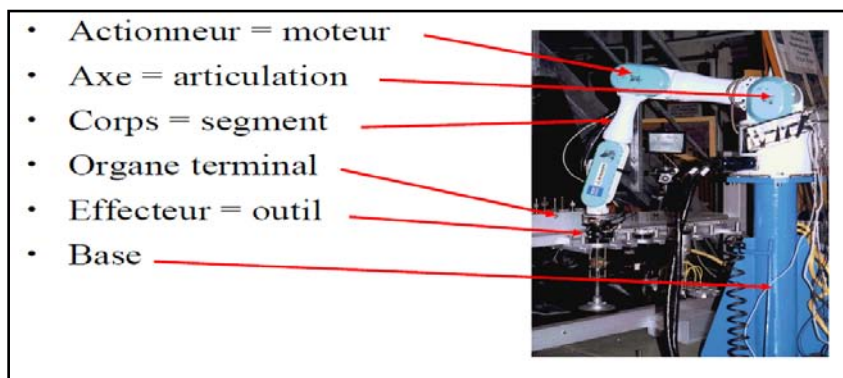 • Actionneur = moteur
• Axe = articulation
• Corps = segment
• Organe terminal
• Effecteur = outil
• Base